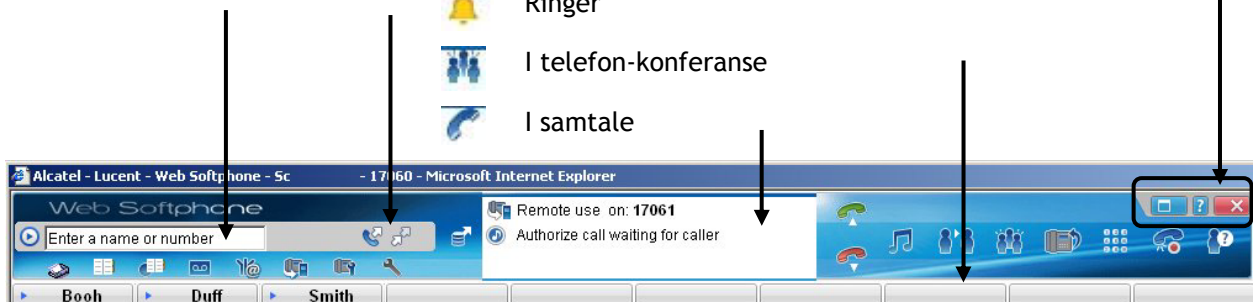 Ringer
I telefon-konferanse
I samtale
Alcatel - Lucent - Web Softphone - Sc - 17060 - Microsoft Internet Explorer
Web Softphone
Remote use on: 17061
Enter a name or number
Authorize call waiting for caller
Booh Duff Smith